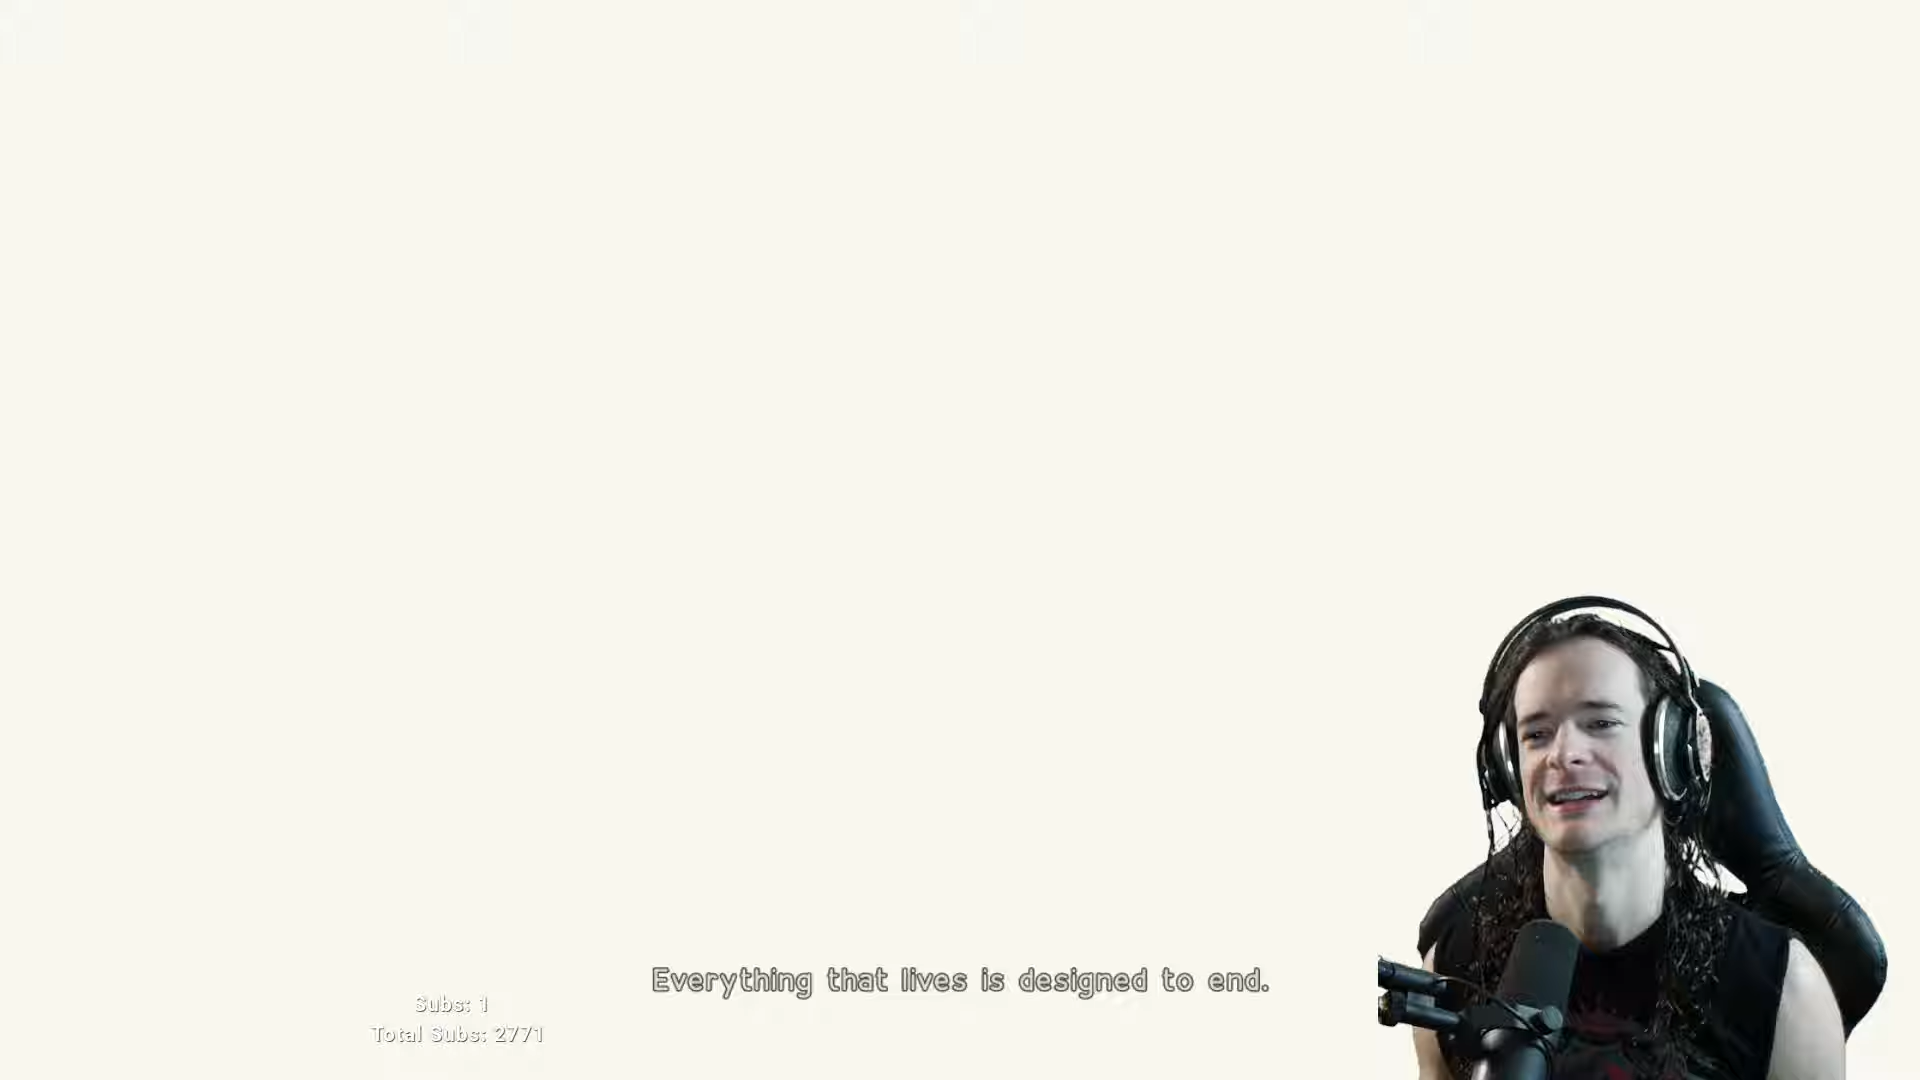 Everything that lives is designed to end.
Subs: 1
Total Subs: 2771